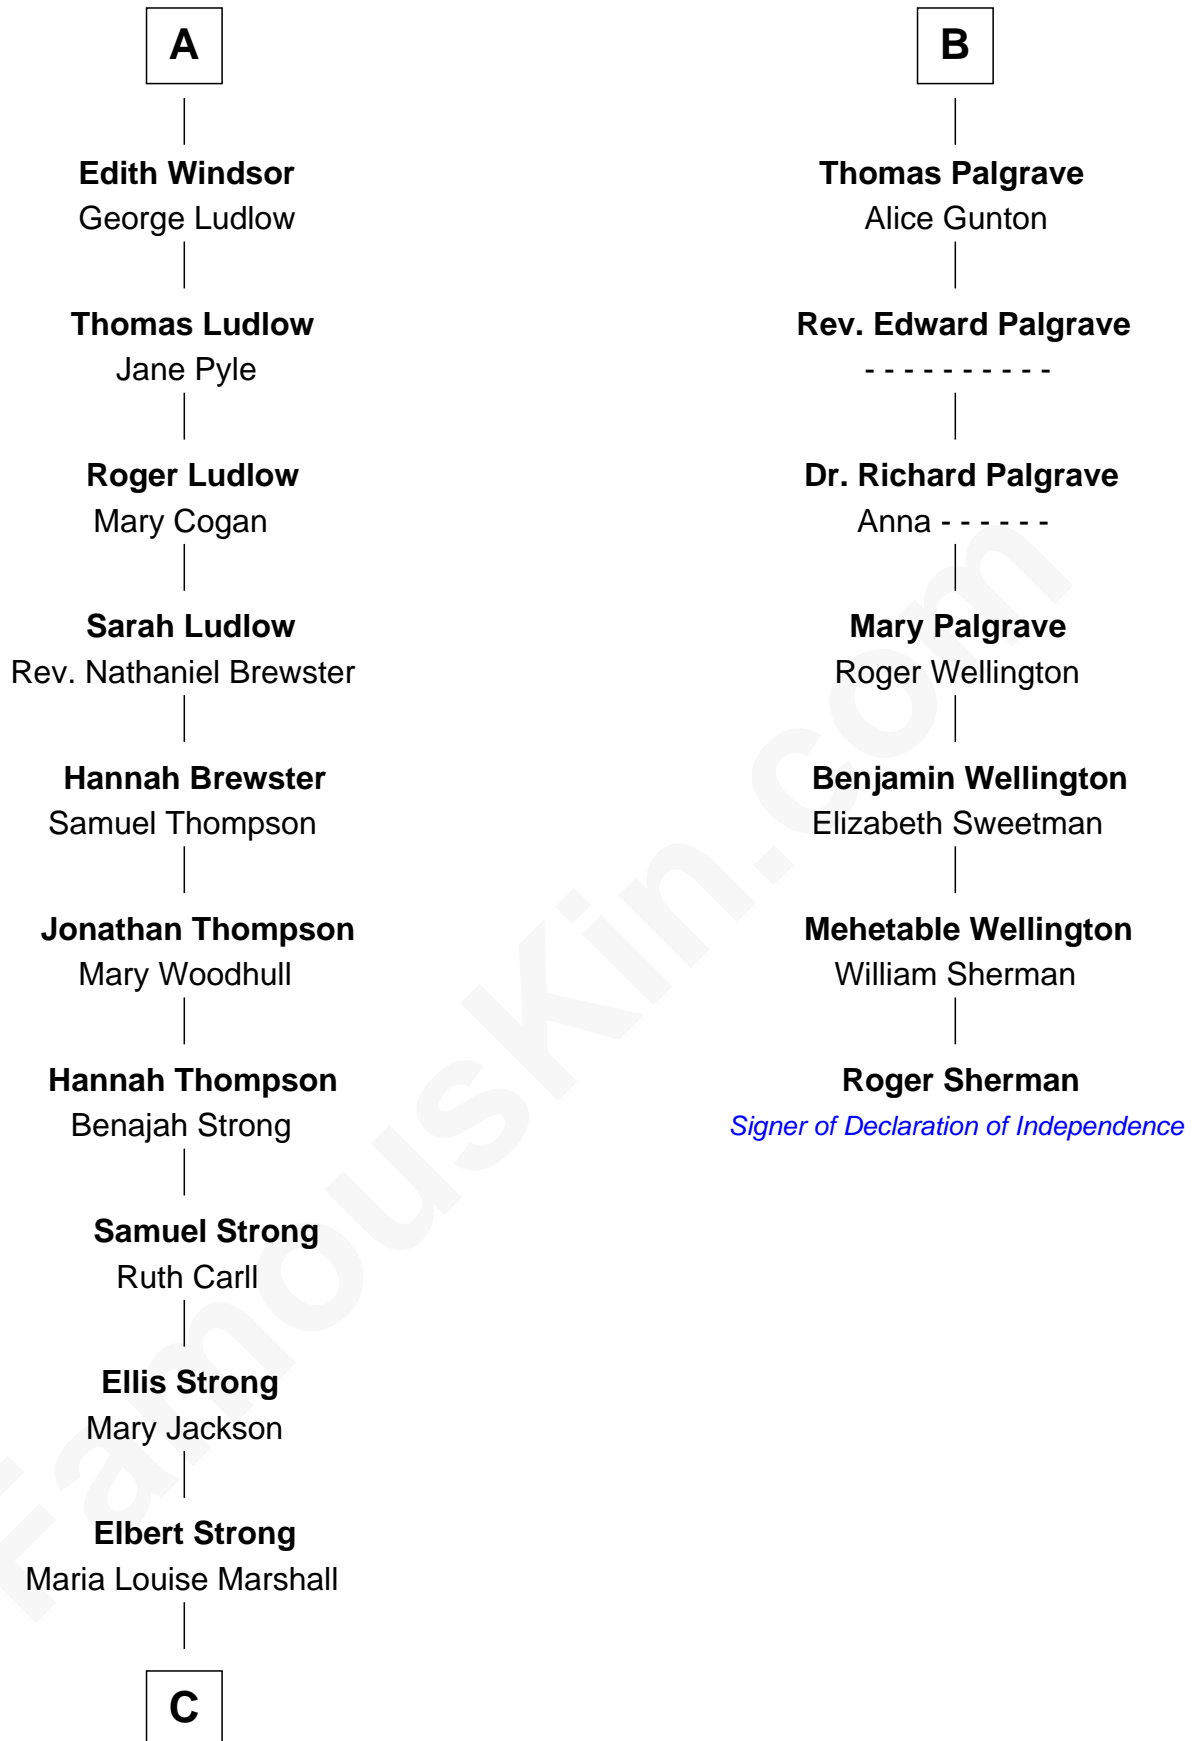 A
Edith Windsor
George Ludlow
Thomas Ludlow
Jane Pyle
Roger Ludlow
Mary Cogan
Sarah Ludlow
Rev. Nathaniel Brewster
Hannah Brewster
Samuel Thompson
Jonathan Thompson
Mary Woodhull
Hannah Thompson
Benajah Strong
Samuel Strong
Ruth Carll
Ellis Strong
Mary Jackson
Elbert Strong
Maria Louise Marshall
C
B
Thomas Palgrave
Alice Gunton
Rev. Edward Palgrave
- - - - - - - - - -
Dr. Richard Palgrave
Anna - - - - - -
Mary Palgrave
Roger Wellington
Benjamin Wellington
Elizabeth Sweetman
Mehetable Wellington
William Sherman
Roger Sherman
Signer of Declaration of Independence
FamousKin.com